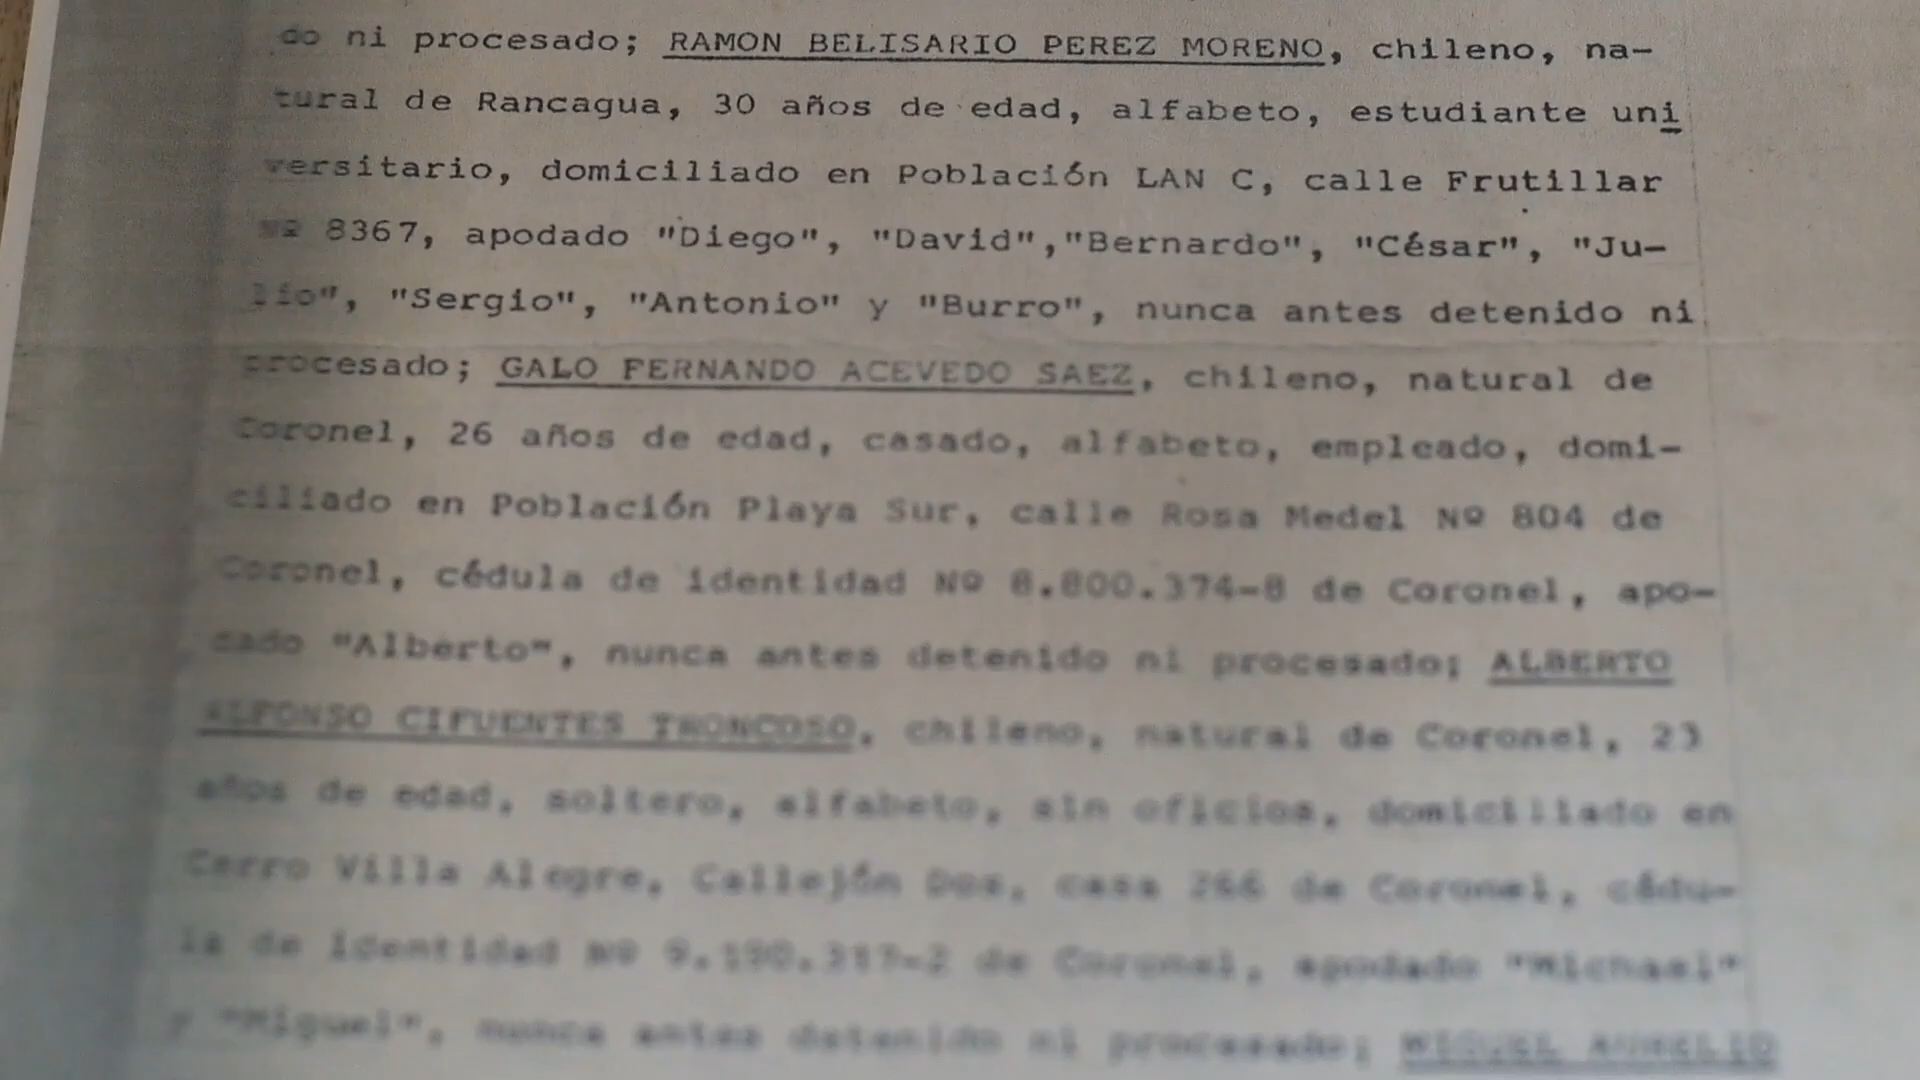 do ni procesado; RAMON BELISARIO PEREZ MORENO, chileno, na-
tural de Rancagua, 30 años de edad, alfabeto, estudiante uni
versitario, domiciliado en Población LAN C, calle Frutillar
Nº 8367, apodado "Diego", "David","Bernardo", "César", "Ju-
lio", "Sergio", "Antonio" y "Burro", nunca antes detenido ni
procesado; GALO FERNANDO ACEVEDO SAEZ, chileno, natural de
Coronel, 26 años de edad, casado, alfabeto, empleado, domi-
ciliado en Población Playa Sur, calle Rosa Medel Nº 804 de
Coronel, cédula de identidad Nº 8.800.374-8 de Coronel, apo-
dado "Alberto", nunca antes detenido ni procesado; ALBERTO
ALFONSO CIFUENTES TRONCOSO, chileno, natural de Coronel, 23
años de edad, soltero, alfabeto, sin oficios, domiciliado en
Cerro Villa Alegre, Callejón Dos, casa 266 de Coronel, cédu-
la de identidad Nº de Coronel, apodado "Michael"
y "Miguel", nunca antes detenido ni procesado; MIGUEL AURELIO